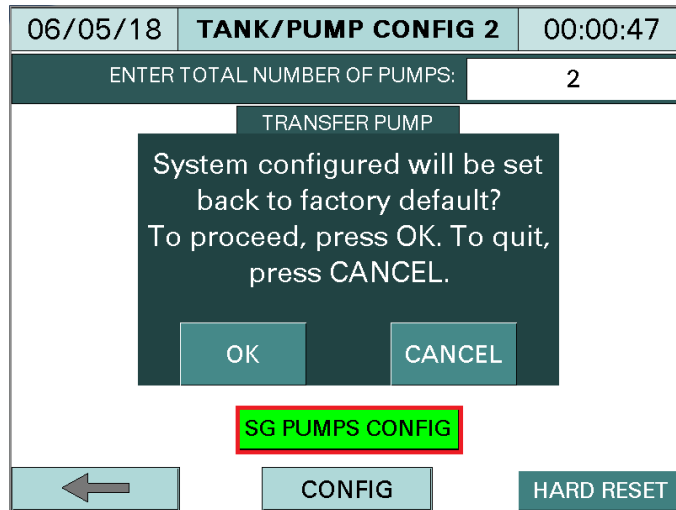 06/05/18 TANK/PUMP CONFIG 2 00:00:47
ENTER TOTAL NUMBER OF PUMPS: 2
TRANSFER PUMP
System configured will be set
back to factory default?
To proceed, press OK. To quit,
press CANCEL.
OK CANCEL
SG PUMPS CONFIG
CONFIG HARD RESET